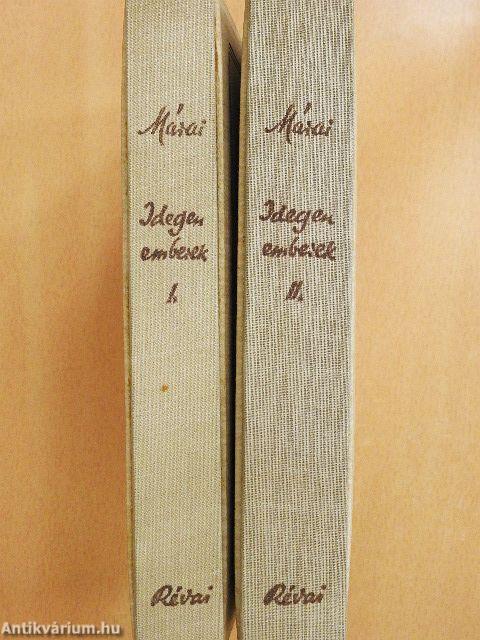 Márai
Idegen
emberek
I.
Révai
Márai
Idegen
emberek
II.
Révai
Antikvárium.hu